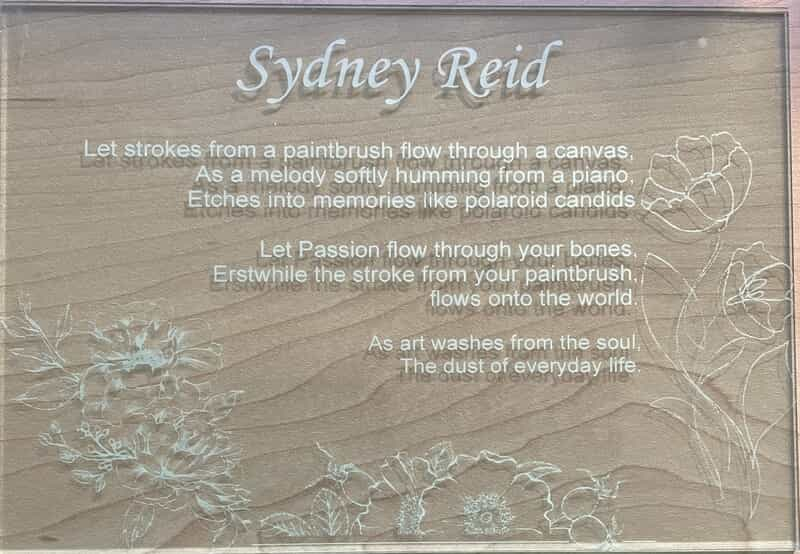 Sydney Reid
Let strokes from a paintbrush flow through a canvas,
As a melody softly humming from a piano,
Etches into memories like polaroid candids
Let Passion flow through your bones,
Erstwhile the stroke from your paintbrush,
flows onto the world.
As art washes from the soul,
The dust of everyday life.